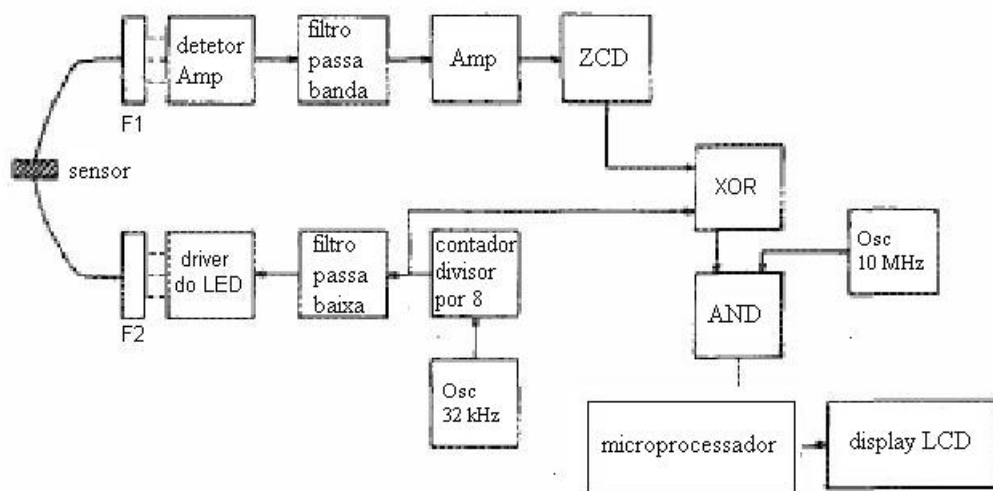 detetor
Amp
filtro
passa
banda
Amp
ZCD
F1
sensor
XOR
driver
do LED
filtro
passa
baixa
contador
divisor
por 8
Osc
10 MHz
F2
AND
Osc
32 kHz
microprocessador
display LCD